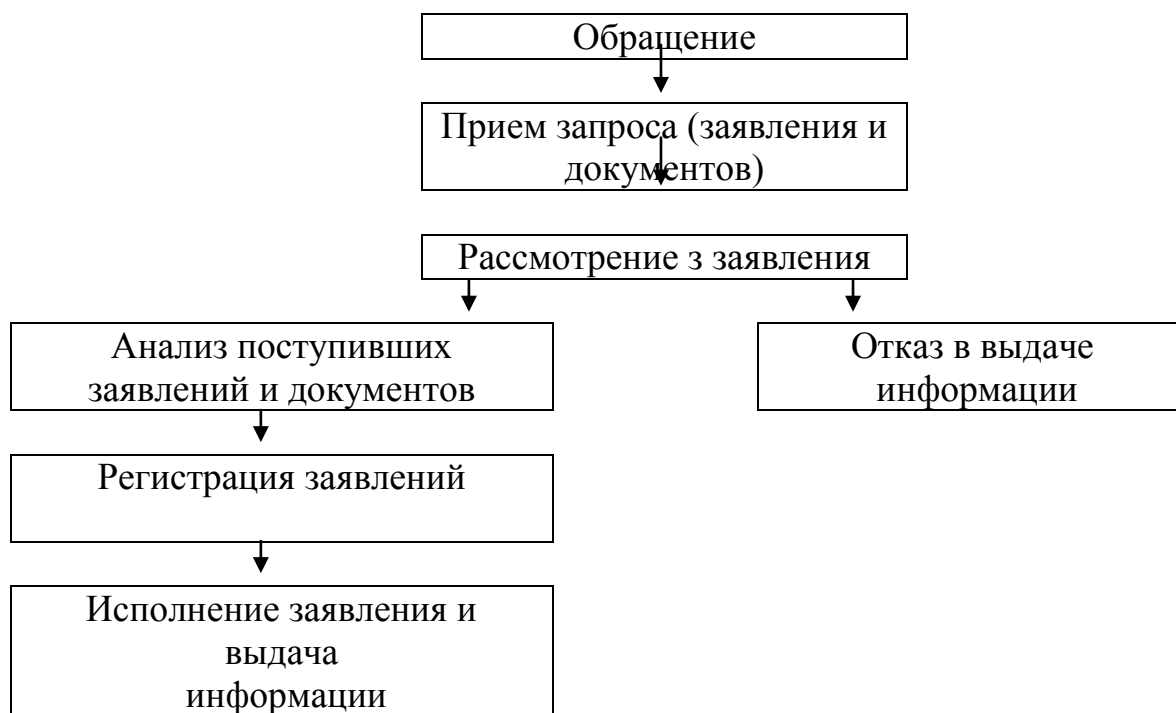 Обращение
Прием запроса (заявления и
документов)
Рассмотрение з заявления
Анализ поступивших
заявлений и документов
Отказ в выдаче
информации
Регистрация заявлений
Исполнение заявления и
выдача
информации